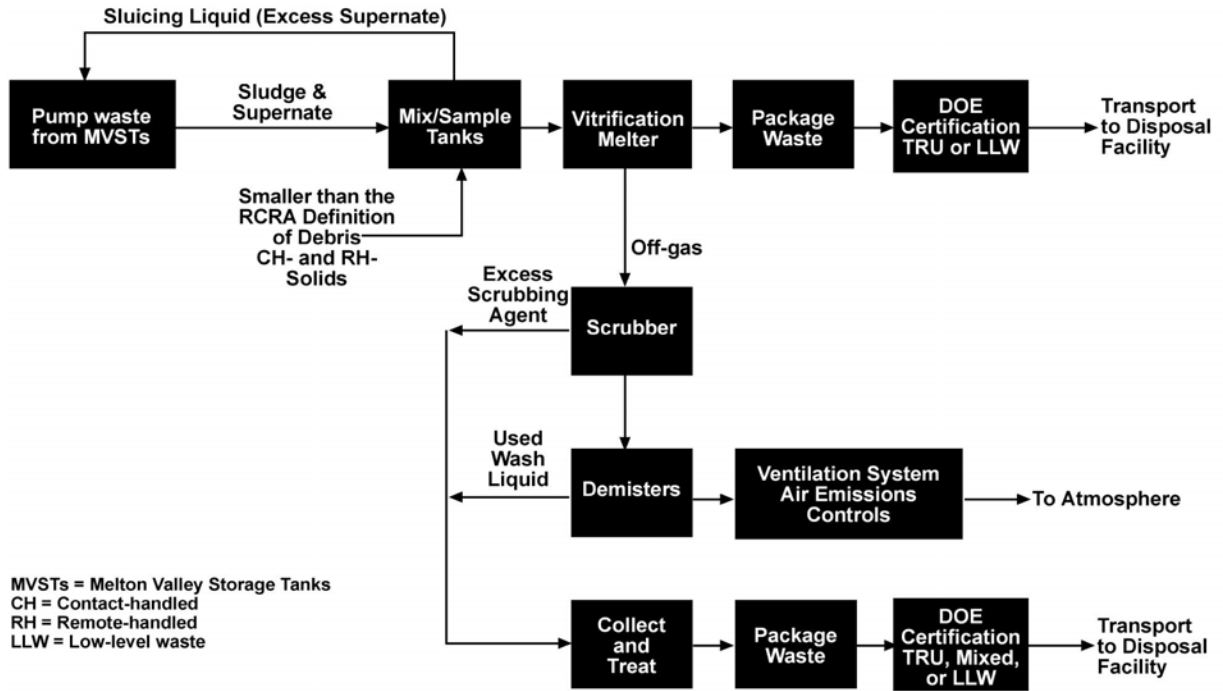 Sluicing Liquid (Excess Supernate)
Pump waste
from MVSTs
Sludge &
Supernate
Mix/Sample
Tanks
Vitrification
Melter
Package
Waste
DOE
Certification
TRU or LLW
Transport
to Disposal
Facility
Smaller than the
RCRA Definition
of Debris
CH- and RH-
Solids
Off-gas
Excess
Scrubbing
Agent
Scrubber
Used
Wash
Liquid
Demisters
Ventilation System
Air Emissions
Controls
To Atmosphere
MVSTs = Melton Valley Storage Tanks
CH = Contact-handled
RH = Remote-handled
LLW = Low-level waste
Collect
and
Treat
Package
Waste
DOE
Certification
TRU, Mixed,
or LLW
Transport
to Disposal
Facility